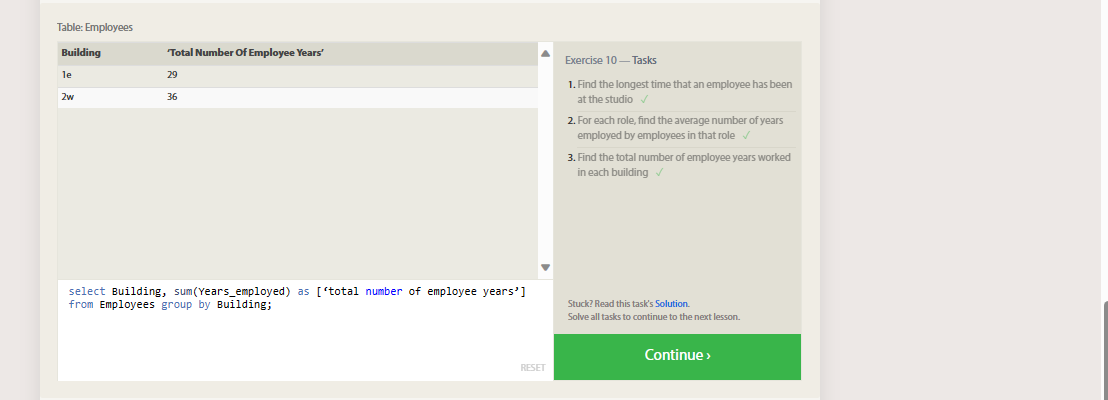 Table: Employees
Building ‘Total Number Of Employee Years’
1e 29
2w 36
select Building, sum(Years_employed) as [‘total number of employee years’]
from Employees group by Building;
RESET
Exercise 10 — Tasks
1. Find the longest time that an employee has been
at the studio ✓
2. For each role, find the average number of years
employed by employees in that role ✓
3. Find the total number of employee years worked
in each building ✓
Stuck? Read this task's Solution.
Solve all tasks to continue to the next lesson.
Continue ›